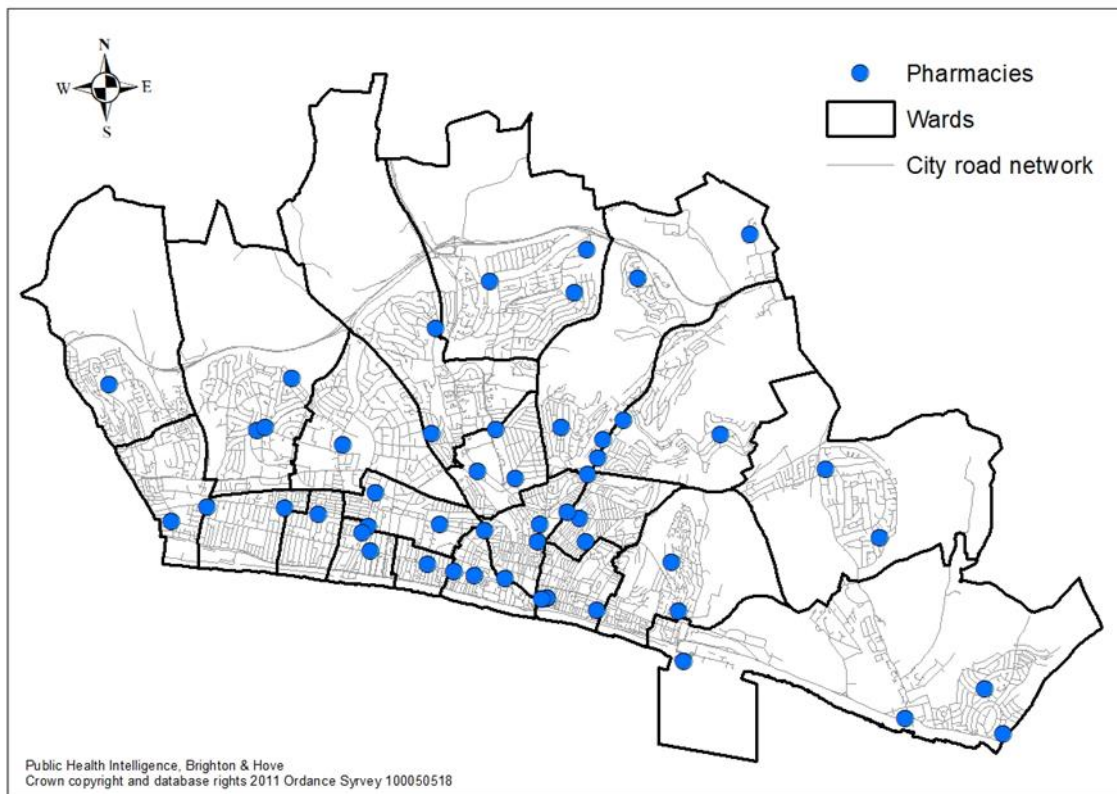 N
W E
S
Pharmacies
Wards
City road network
Public Health Intelligence, Brighton & Hove
Crown copyright and database rights 2011 Ordance Syrvey 100050518